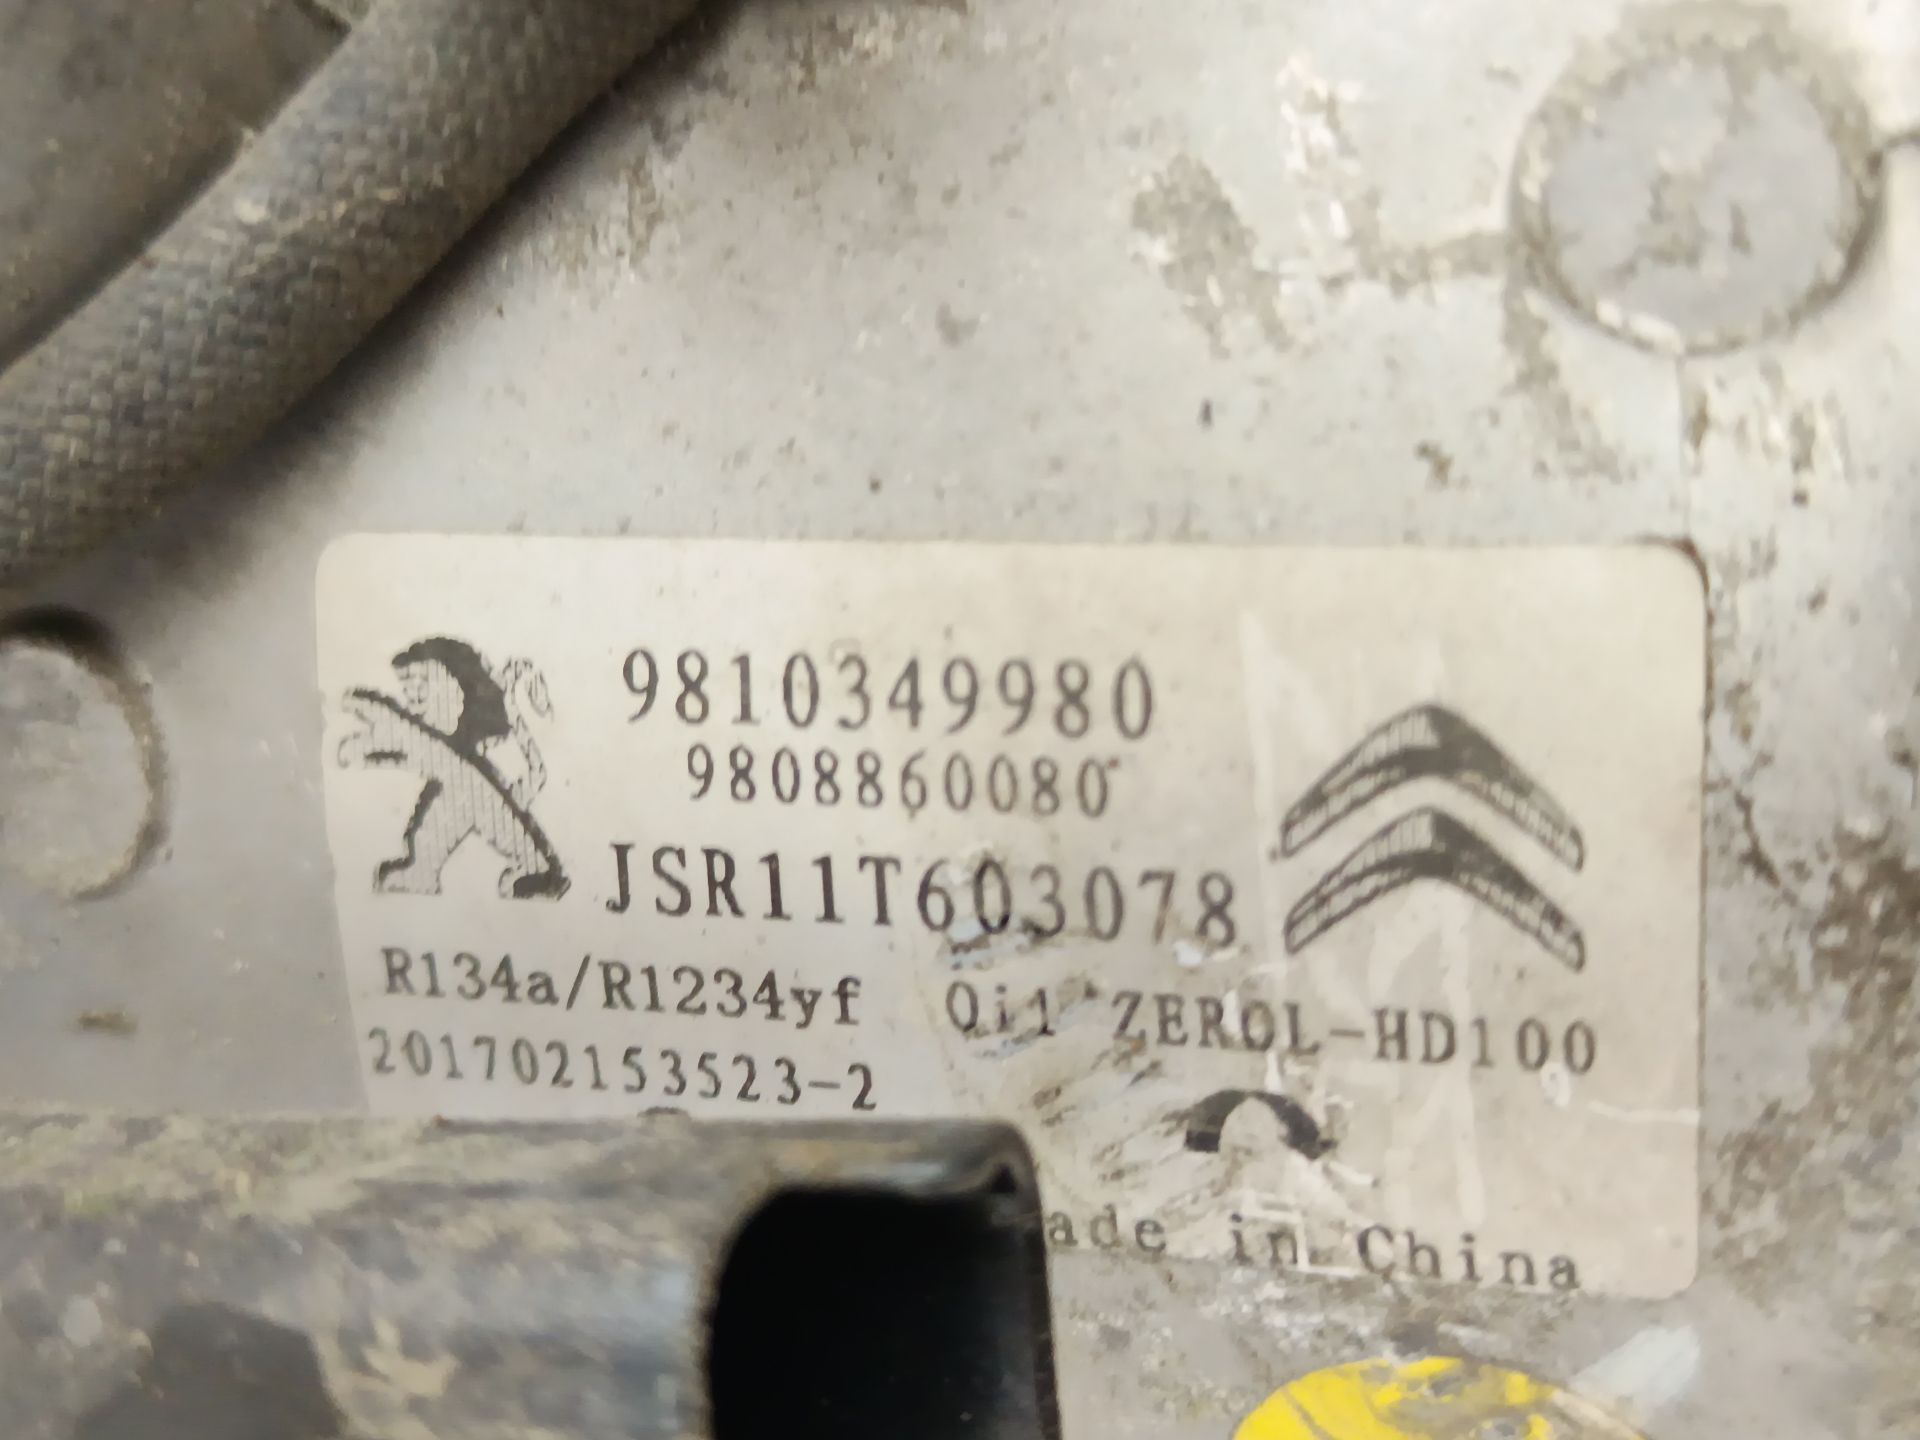 9810349980
9808860080
JSR11T603078
R134a/R1234yf Oil ZEROL-HD100
201702153523-2
ade in China